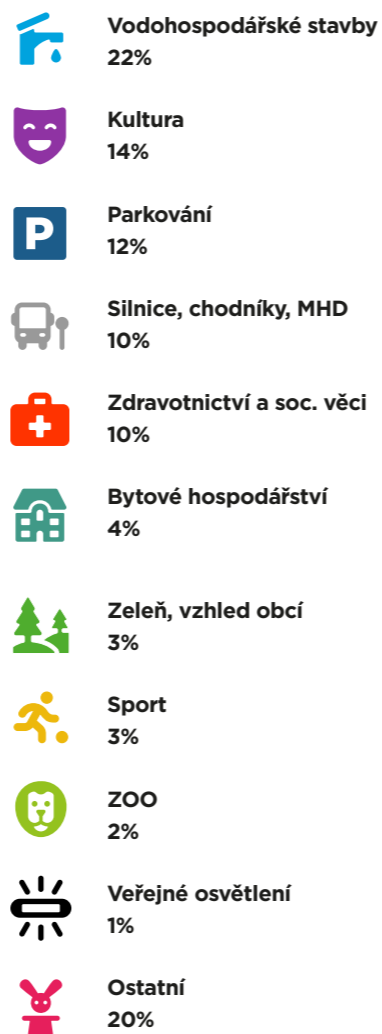 Vodohospodářské stavby
22%
Kultura
14%
P
Parkování
12%
Silnice, chodníky, MHD
10%
Zdravotnictví a soc. věci
10%
Bytové hospodářství
4%
Zeleň, vzhled obcí
3%
Sport
3%
ZOO
2%
Veřejné osvětlení
1%
Ostatní
20%